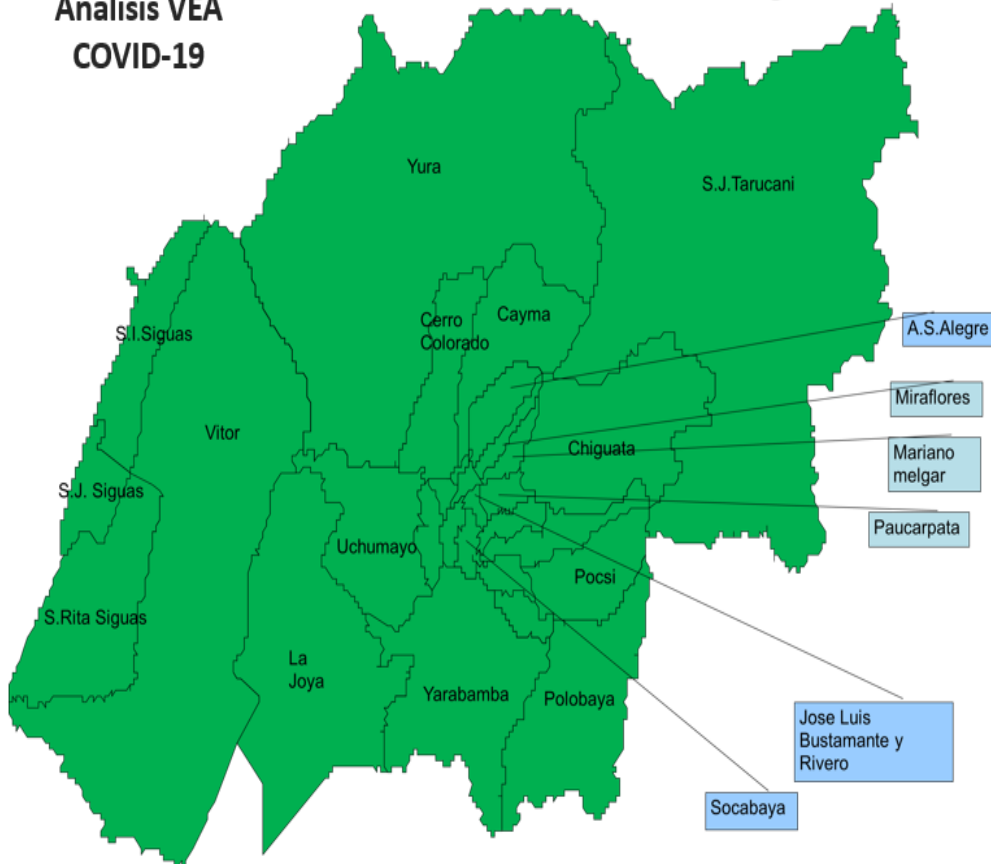 Análisis VEA
COVID-19
Yura
S.J.Tarucani
Cayma
Cerro
Colorado
S.I.Siguas
A.S.Alegre
Miraflores
Vitor
Chiguata
Mariano
melgar
S.J. Siguas
Paucarpata
Uchumayo
Pocsi
S.Rita Siguas
La
Joya
Yarabamba
Polobaya
Jose Luis
Bustamante y
Rivero
Socabaya